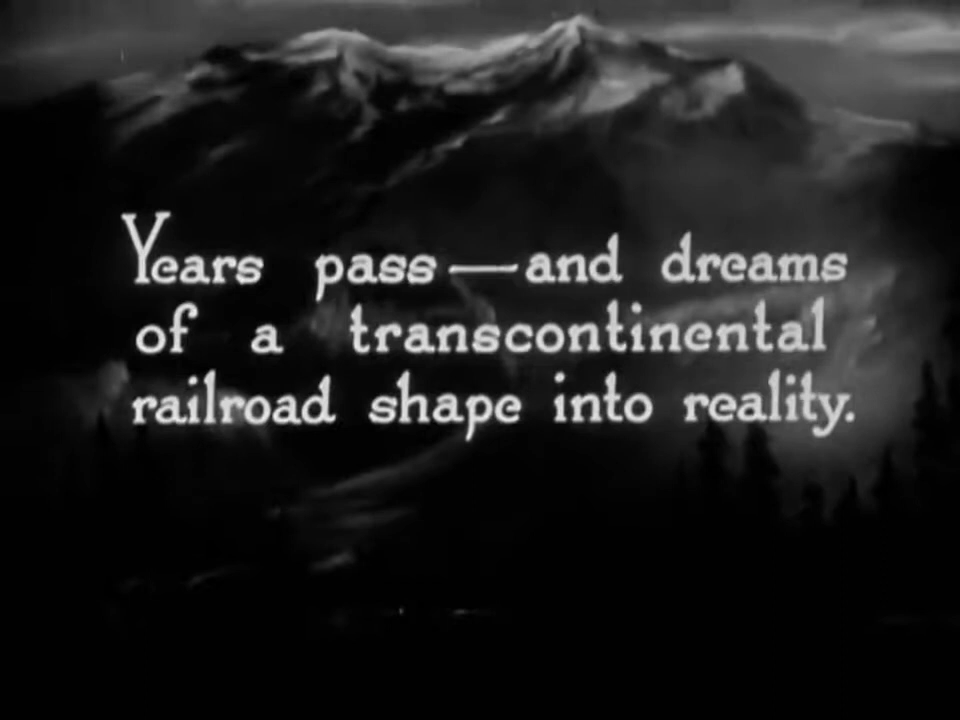 Years pass—and dreams
of a transcontinental
railroad shape into reality.